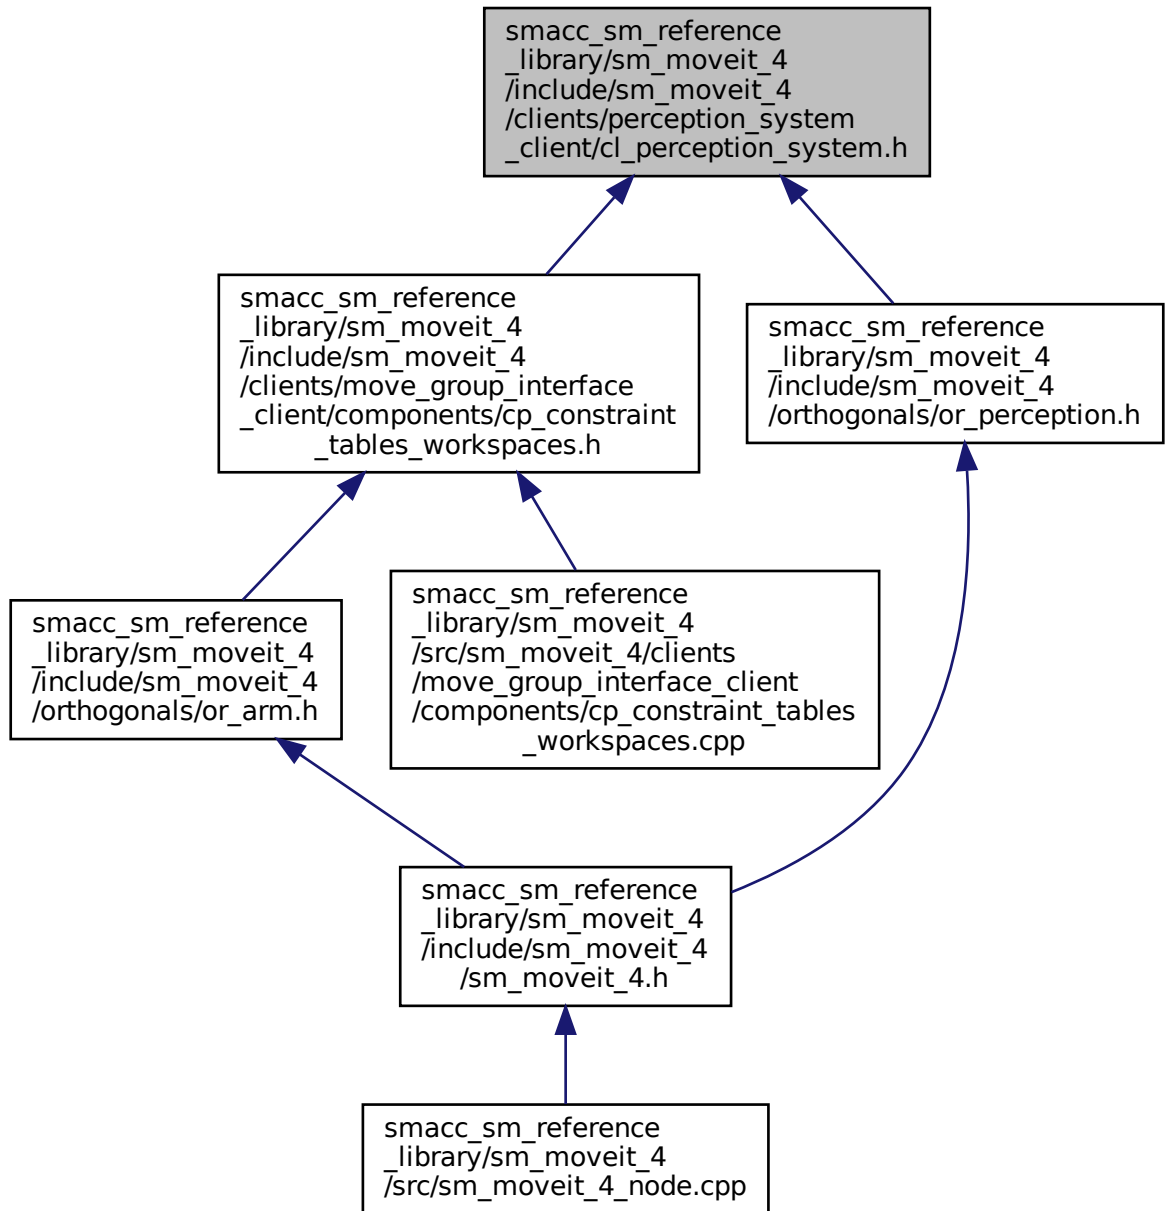 smacc_sm_reference
_library/sm_moveit_4
/include/sm_moveit_4
/clients/perception_system
_client/cl_perception_system.h
smacc_sm_reference
_library/sm_moveit_4
/include/sm_moveit_4
/clients/move_group_interface
_client/components/cp_constraint
_tables_workspaces.h
smacc_sm_reference
_library/sm_moveit_4
/include/sm_moveit_4
/orthogonals/or_perception.h
smacc_sm_reference
_library/sm_moveit_4
/include/sm_moveit_4
/orthogonals/or_arm.h
smacc_sm_reference
_library/sm_moveit_4
/src/sm_moveit_4/clients
/move_group_interface_client
/components/cp_constraint_tables
_workspaces.cpp
smacc_sm_reference
_library/sm_moveit_4
/include/sm_moveit_4
/sm_moveit_4.h
smacc_sm_reference
_library/sm_moveit_4
/src/sm_moveit_4_node.cpp